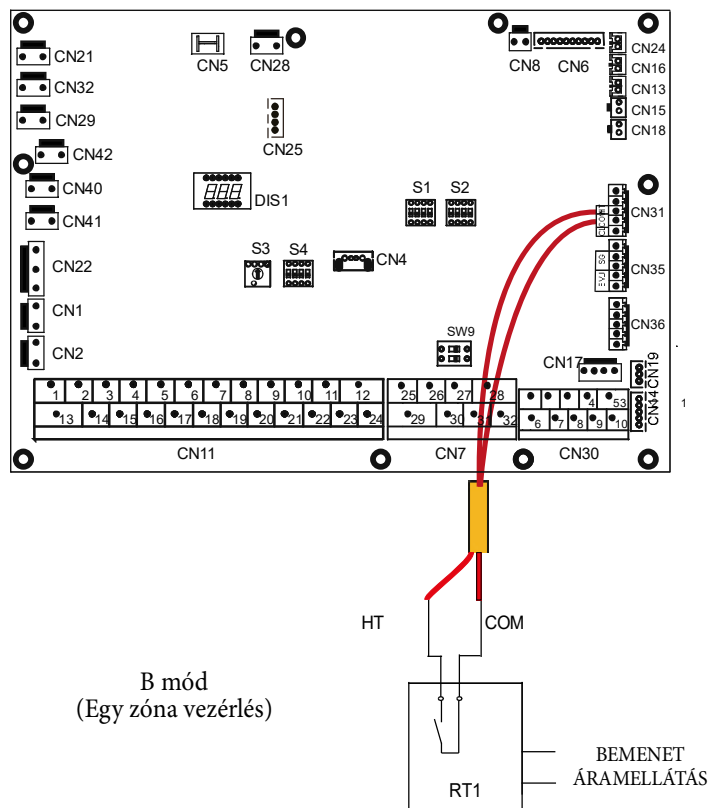 CN21
CN32
CN29
CN42
CN40
CN41
CN22
CN1
CN2
CN5
CN28
CN25
DIS1
S3
S4
CN4
S1
S2
SW9
CN8
CN6
CN24
CN16
CN13
CN15
CN18
CN31
SG
EVU
CN35
CN36
CN17
CN19
1
1 2 3 4 5 6 7 8 9 10 11 12
13 14 15 16 17 18 19 20 21 22 23 24
CN11
25 26 27 28
29 30 31 32
CN7
4 53
6 7 8 9 10
CN30
HT
COM
B mód
(Egy zóna vezérlés)
RT1
BEMENET
ÁRAMELLÁTÁS